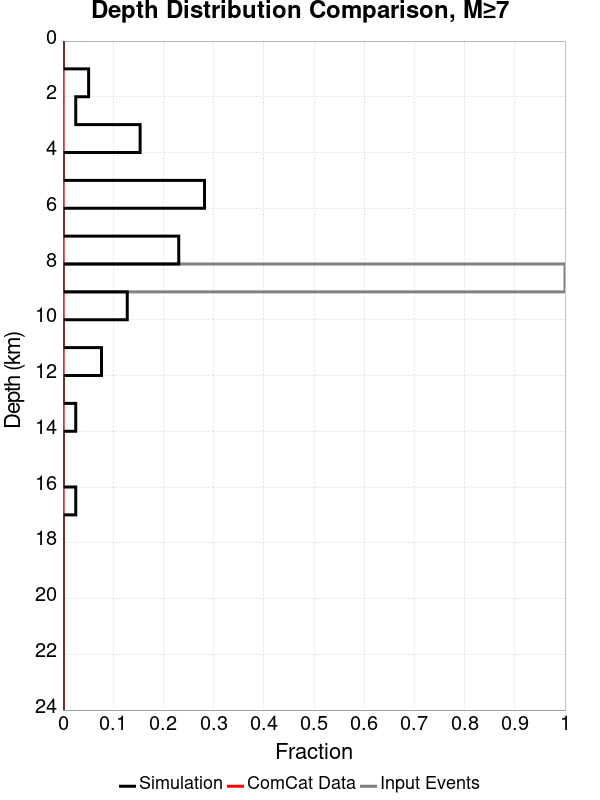 Depth Distribution Comparison, M≥7
0
2
4
6
8
10
12
14
16
18
20
22
24
Depth (km)
0 0.1 0.2 0.3 0.4 0.5 0.6 0.7 0.8 0.9 1
Fraction
Simulation ComCat Data Input Events